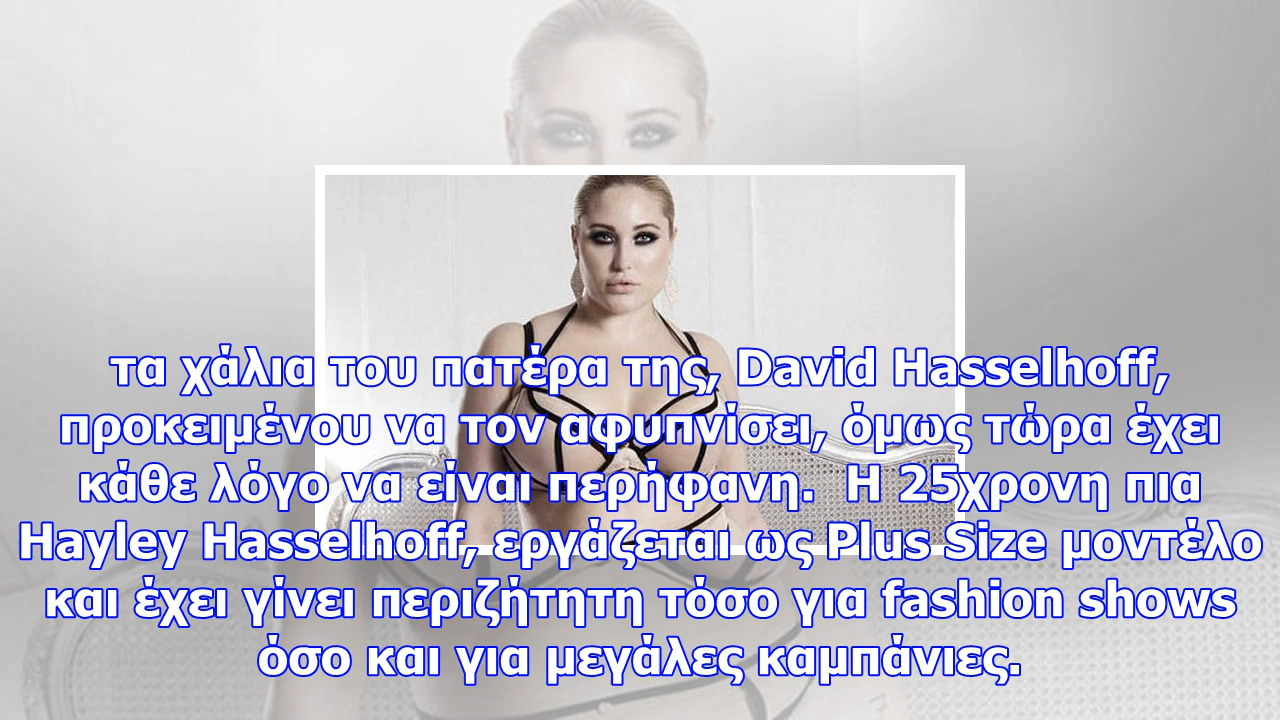 τα χάλια του πατέρα της, David Hasselhoff,
προκειμένου να τον αφυπνίσει, όμως τώρα έχει
κάθε λόγο να είναι περήφανη.  Η 25χρονη πια
Hayley Hasselhoff, εργάζεται ως Plus Size μοντέλο
και έχει γίνει περιζήτητη τόσο για fashion shows
όσο και για μεγάλες καμπάνιες.